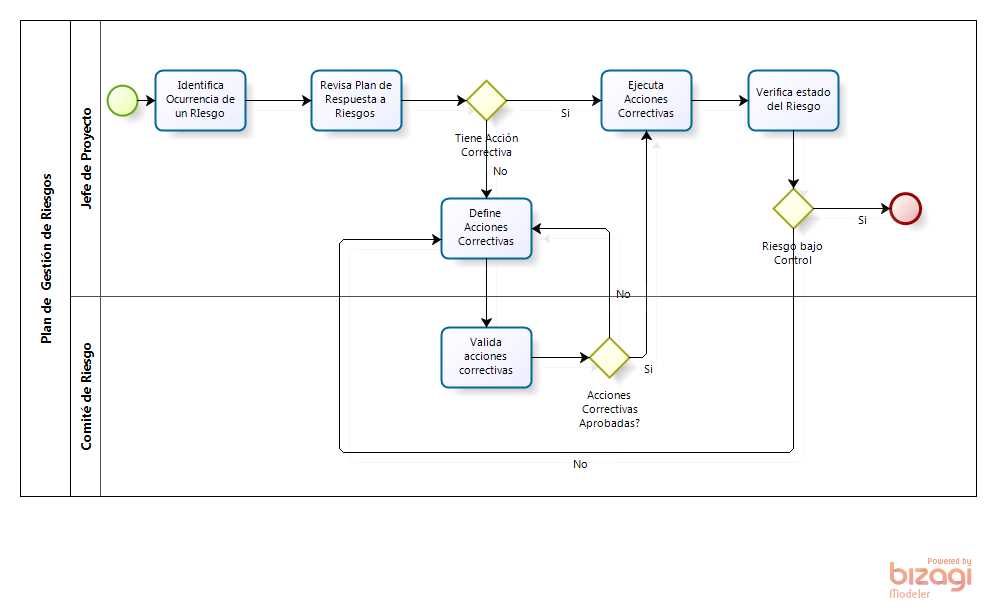 Plan de  Gestión de Riesgos
Jefe de Proyecto
Identifica
Ocurrencia de
un RIesgo
Revisa Plan de
Respuesta a
Riesgos
Tiene Acción
Correctiva
Si
No
Ejecuta
Acciones
Correctivas
Verifica estado
del Riesgo
Riesgo bajo
Control
Si
Define
Acciones
Correctivas
No
Comité de Riesgo
Valida
acciones
correctivas
Acciones
Correctivas
Aprobadas?
Si
No
Powered by
bizagi
Modeler